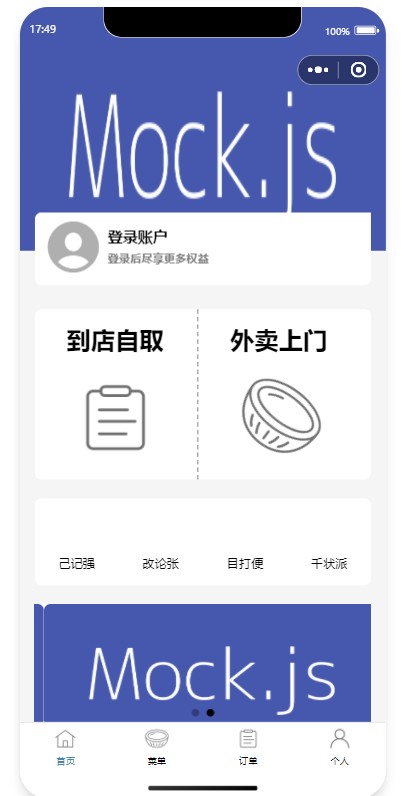 17:49
100%
Mock.js
登录账户
登录后尽享更多权益
到店自取
外卖上门
己记强
改论张
目打便
千状派
Mock.js
首页
菜单
订单
个人